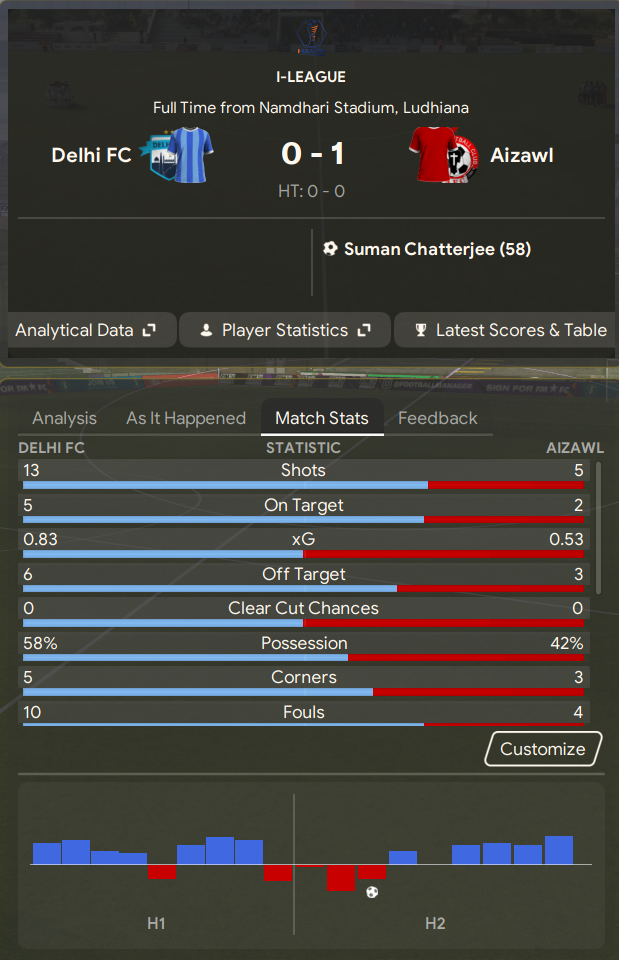 I-LEAGUE
Full Time from Namdhari Stadium, Ludhiana
Delhi FC 0 - 1 Aizawl
HT: 0 - 0
Suman Chatterjee (58)
Analytical Data Player Statistics Latest Scores & Table
Analysis As It Happened Match Stats Feedback
DELHI FC STATISTIC AIZAWL
13 Shots 5
5 On Target 2
0.83 xG 0.53
6 Off Target 3
0 Clear Cut Chances 0
58% Possession 42%
5 Corners 3
10 Fouls 4
Customize
H1 H2